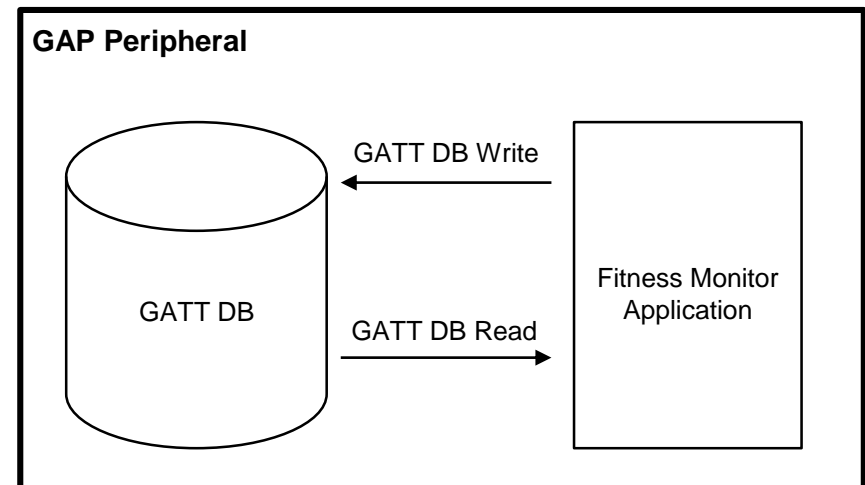 GAP Peripheral
GATT DB Write
GATT DB
Fitness Monitor
Application
GATT DB Read